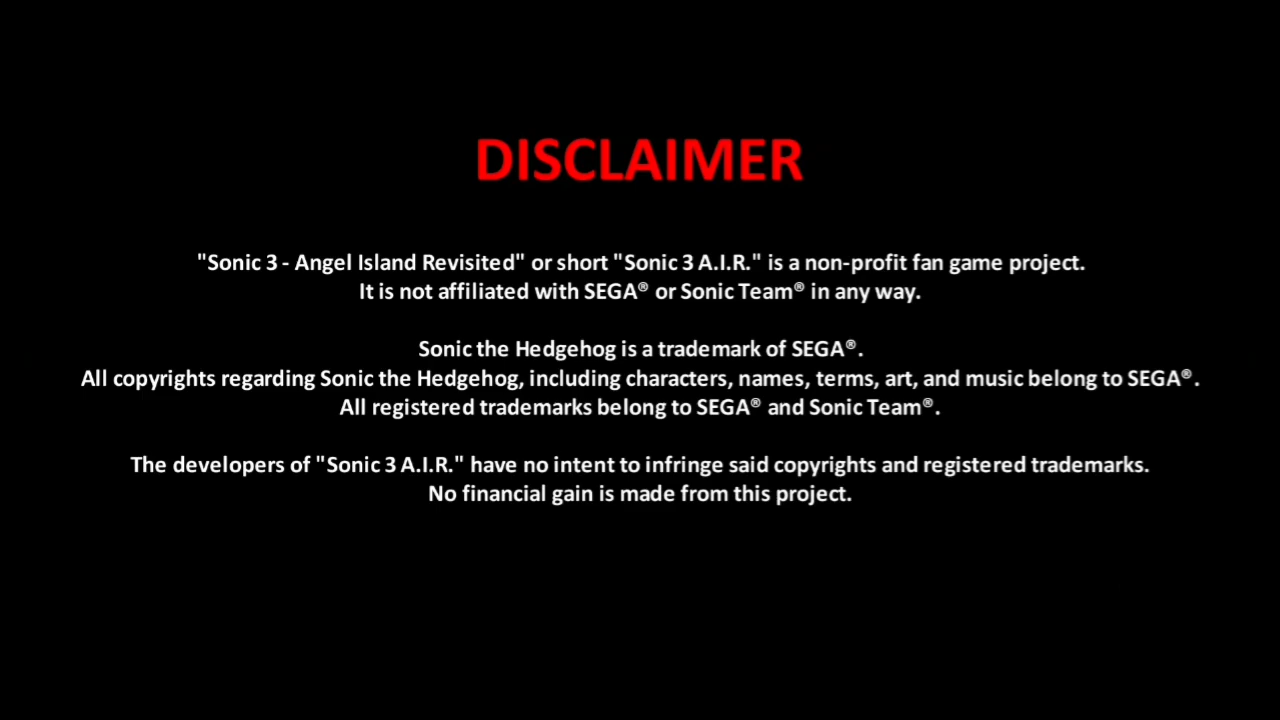 DISCLAIMER
"Sonic 3 - Angel Island Revisited" or short "Sonic 3 A.I.R." is a non-profit fan game project.
It is not affiliated with SEGA® or Sonic Team® in any way.
Sonic the Hedgehog is a trademark of SEGA®.
All copyrights regarding Sonic the Hedgehog, including characters, names, terms, art, and music belong to SEGA®.
All registered trademarks belong to SEGA® and Sonic Team®.
The developers of "Sonic 3 A.I.R." have no intent to infringe said copyrights and registered trademarks.
No financial gain is made from this project.